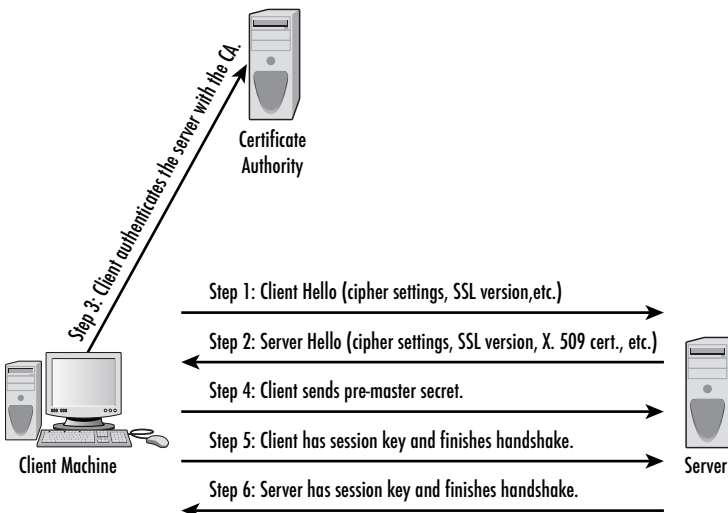 Step 3: Client authenticates the server with the CA.
Certificate
Authority
Step 1: Client Hello (cipher settings, SSL version,etc.)
Step 2: Server Hello (cipher settings, SSL version, X. 509 cert., etc.)
Step 4: Client sends pre-master secret.
Step 5: Client has session key and finishes handshake.
Step 6: Server has session key and finishes handshake.
Client Machine
Server